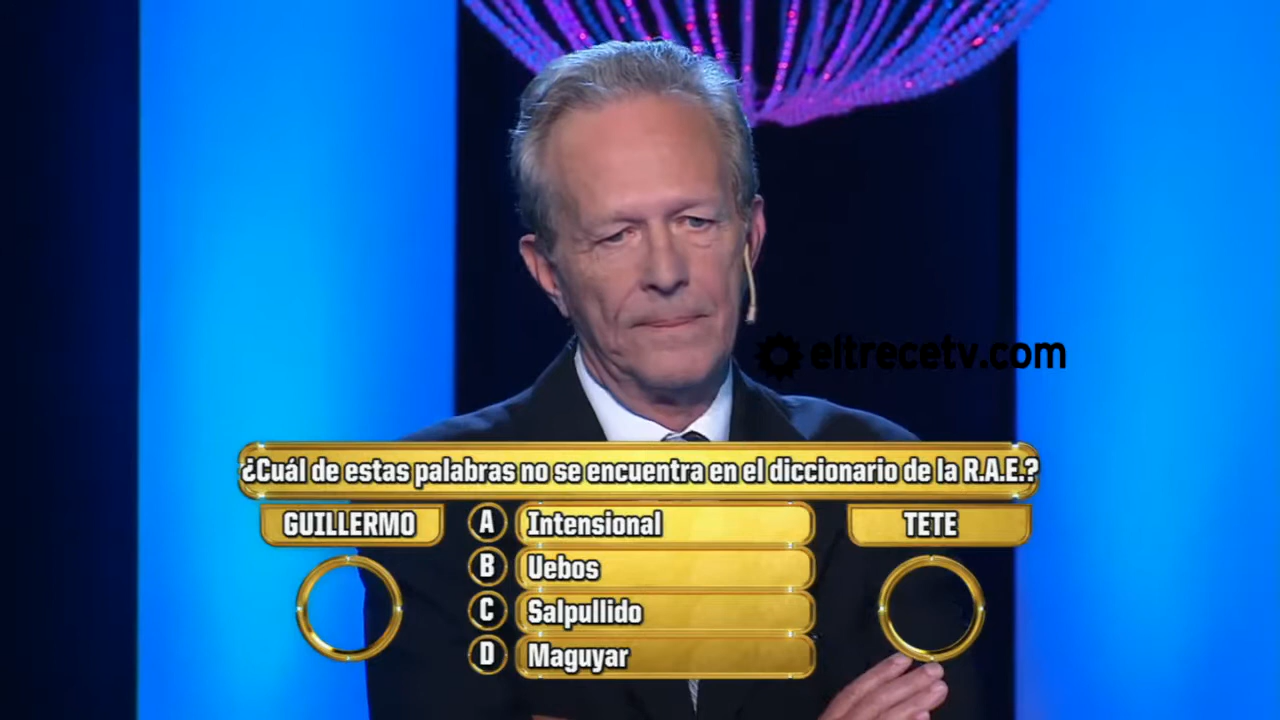 eltrecetv.com
¿Cuál de estas palabras no se encuentra en el diccionario de la R.A.E.?
GUILLERMO
A Intensional
TETE
B Uebos
C Salpullido
D Maguyar